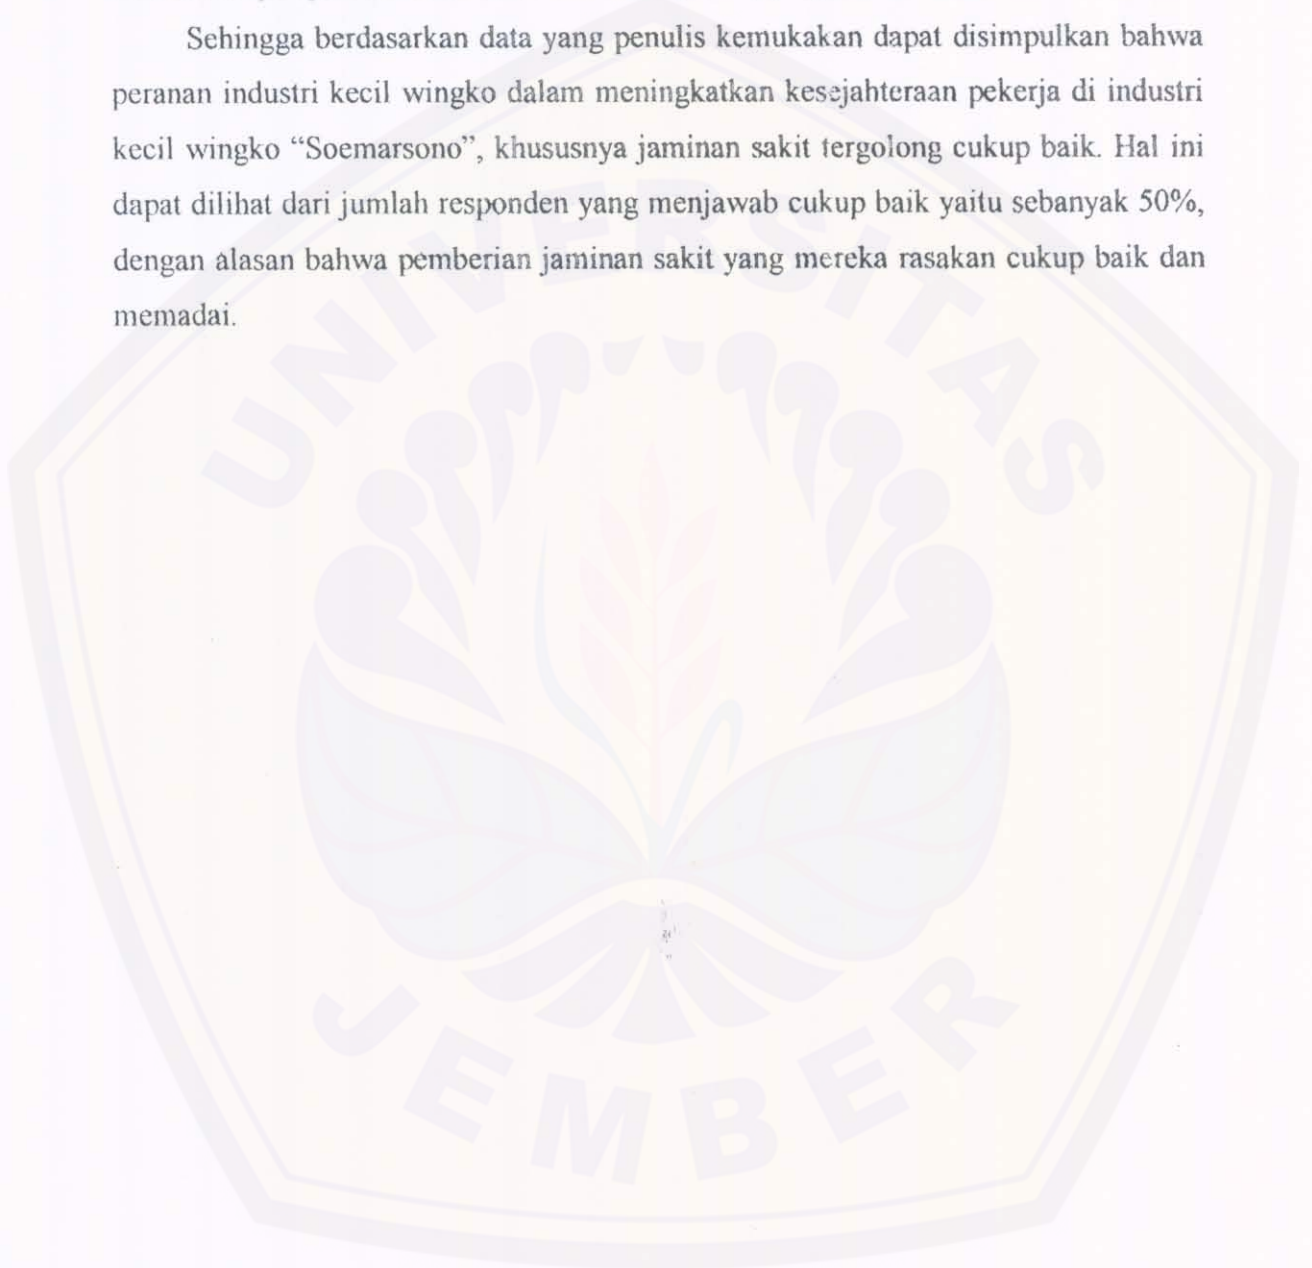 Sehingga berdasarkan data yang penulis kemukakan dapat disimpulkan bahwa
peranan industri kecil wingko dalam meningkatkan kesejahteraan pekerja di industri
kecil wingko “Soemarsono”, khususnya jaminan sakit tergolong cukup baik. Hal ini
dapat dilihat dari jumlah responden yang menjawab cukup baik yaitu sebanyak 50%,
dengan alasan bahwa pemberian jaminan sakit yang mereka rasakan cukup baik dan
memadai.
UNIVERSITAS
JEMBER